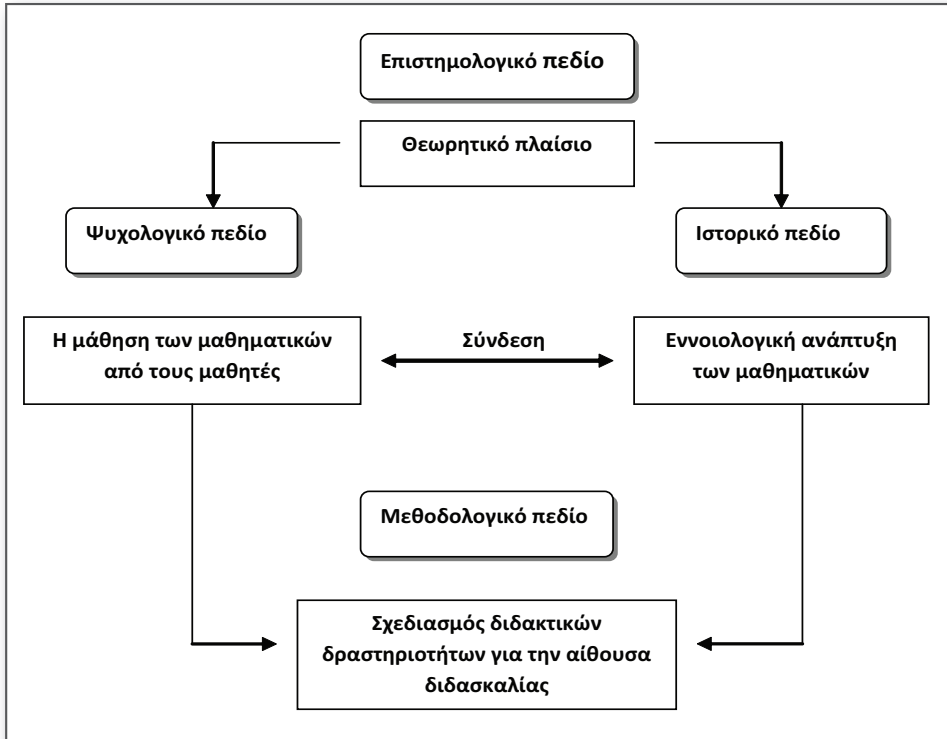 Επιστημολογικό πεδίο
Θεωρητικό πλαίσιο
Ψυχολογικό πεδίο
Ιστορικό πεδίο
Η μάθηση των μαθηματικών
από τους μαθητές
Σύνδεση
Εννοιολογική ανάπτυξη
των μαθηματικών
Μεθοδολογικό πεδίο
Σχεδιασμός διδακτικών
δραστηριοτήτων για την αίθουσα
διδασκαλίας